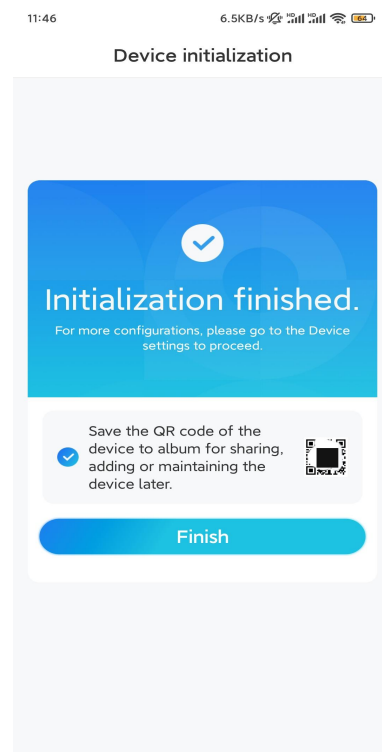 11:46 6.5KB/s HD HD 64
Device initialization
Initialization finished.
For more configurations, please go to the Device
settings to proceed.
Save the QR code of the
device to album for sharing,
adding or maintaining the
device later.
Finish